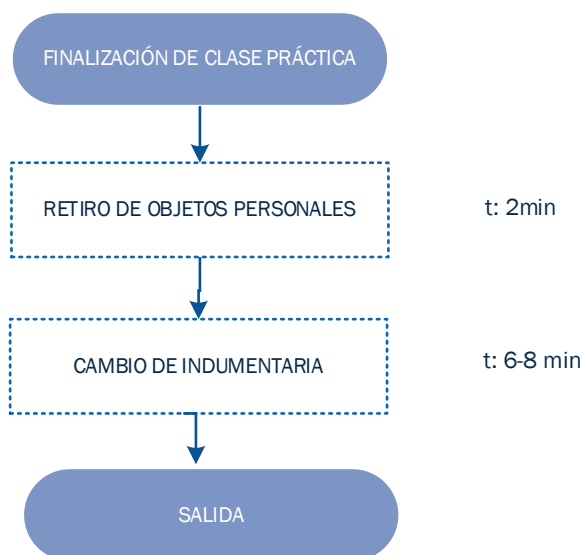 FINALIZACIÓN DE CLASE PRÁCTICA
RETIRO DE OBJETOS PERSONALES
t: 2min
CAMBIO DE INDUMENTARIA
t: 6-8 min
SALIDA